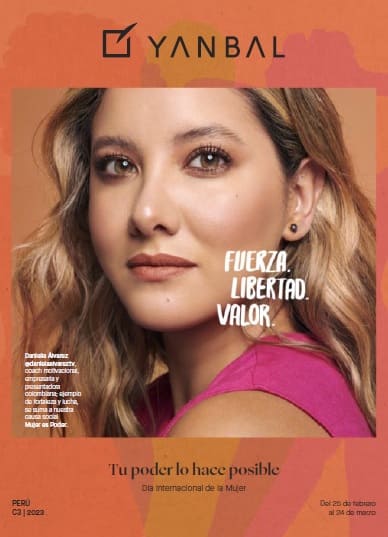 YANBAL
FUERZA.
LIBERTAD.
VALOR.
Daniella Álvarez
@daniellaalvareztv,
coach motivacional,
empresaria y
presentadora
colombiana; ejemplo
de fortaleza y lucha,
se suma a nuestra
causa social
Mujer es Poder.
Tu poder lo hace posible
Día Internacional de la Mujer
PERÚ
C3 | 2023
Del 25 de febrero
al 24 de marzo